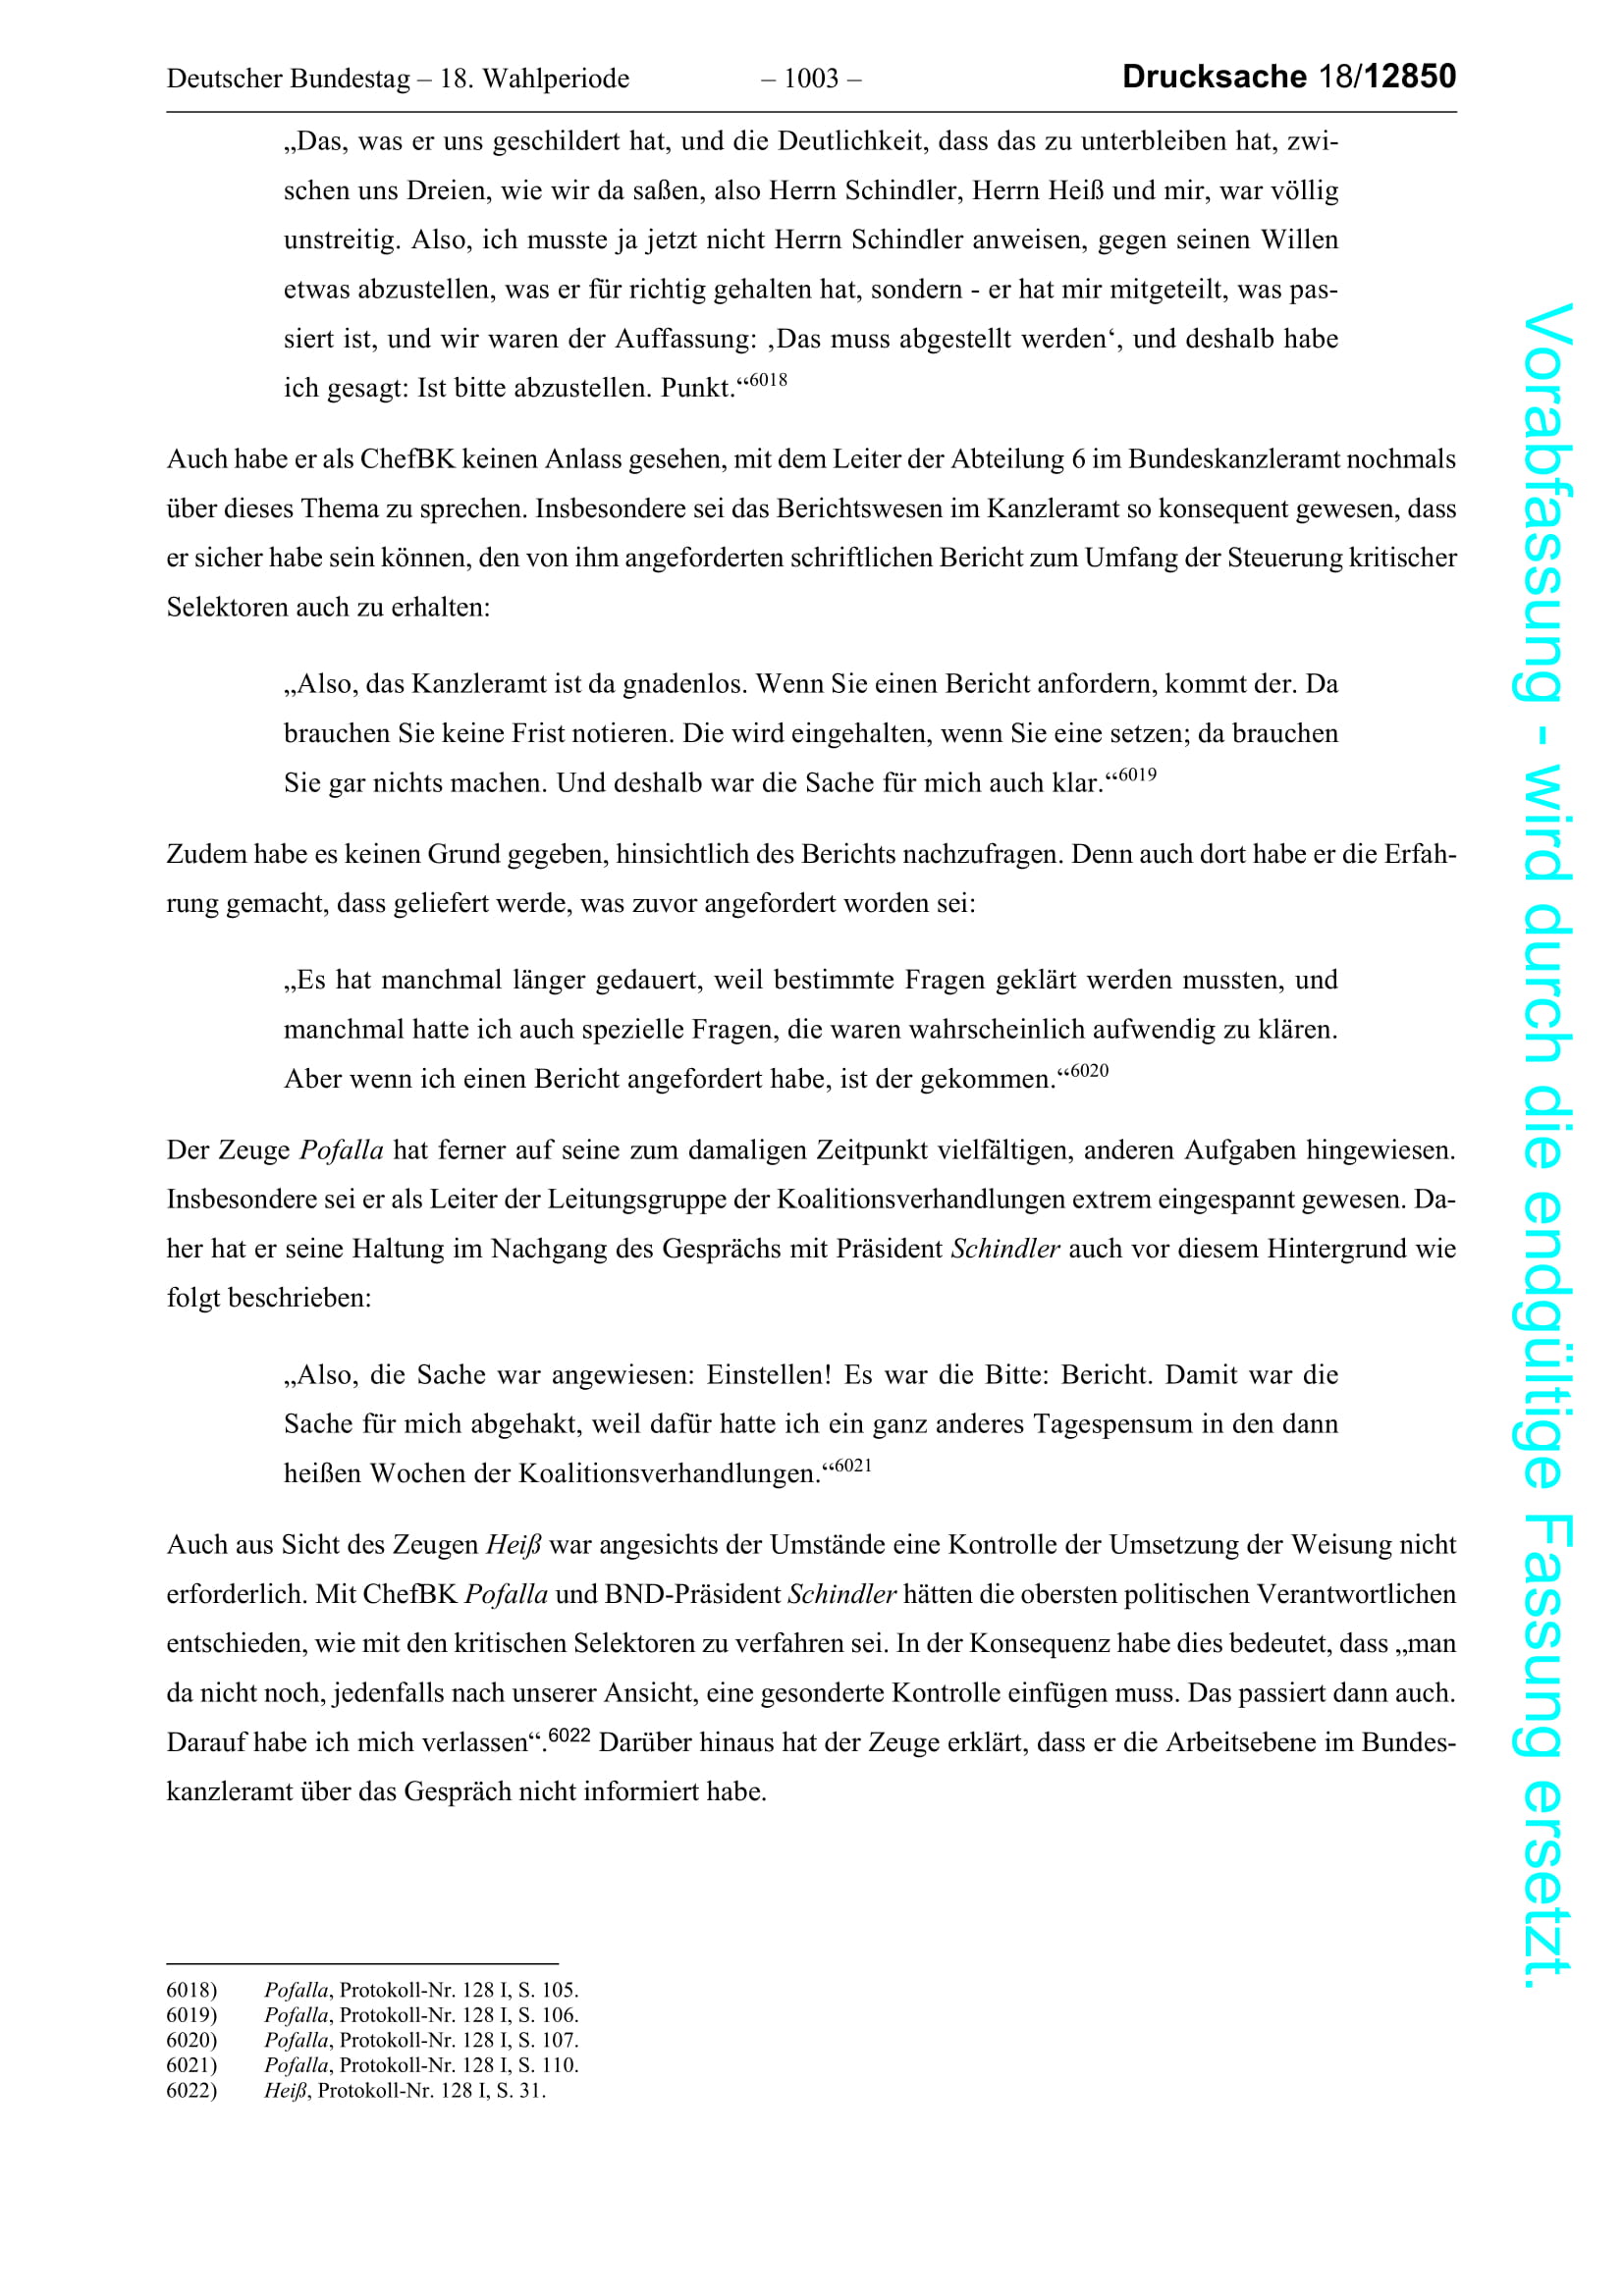 Deutscher Bundestag – 18. Wahlperiode – 1003 – Drucksache 18/12850
„Das, was er uns geschildert hat, und die Deutlichkeit, dass das zu unterbleiben hat, zwi-
schen uns Dreien, wie wir da saßen, also Herrn Schindler, Herrn Heiß und mir, war völlig
unstreitig. Also, ich musste ja jetzt nicht Herrn Schindler anweisen, gegen seinen Willen
etwas abzustellen, was er für richtig gehalten hat, sondern - er hat mir mitgeteilt, was pas-
siert ist, und wir waren der Auffassung: ‚Das muss abgestellt werden‘, und deshalb habe
ich gesagt: Ist bitte abzustellen. Punkt.“6018
Auch habe er als ChefBK keinen Anlass gesehen, mit dem Leiter der Abteilung 6 im Bundeskanzleramt nochmals
über dieses Thema zu sprechen. Insbesondere sei das Berichtswesen im Kanzleramt so konsequent gewesen, dass
er sicher habe sein können, den von ihm angeforderten schriftlichen Bericht zum Umfang der Steuerung kritischer
Selektoren auch zu erhalten:
„Also, das Kanzleramt ist da gnadenlos. Wenn Sie einen Bericht anfordern, kommt der. Da
brauchen Sie keine Frist notieren. Die wird eingehalten, wenn Sie eine setzen; da brauchen
Sie gar nichts machen. Und deshalb war die Sache für mich auch klar.“6019
Zudem habe es keinen Grund gegeben, hinsichtlich des Berichts nachzufragen. Denn auch dort habe er die Erfah-
rung gemacht, dass geliefert werde, was zuvor angefordert worden sei:
„Es hat manchmal länger gedauert, weil bestimmte Fragen geklärt werden mussten, und
manchmal hatte ich auch spezielle Fragen, die waren wahrscheinlich aufwendig zu klären.
Aber wenn ich einen Bericht angefordert habe, ist der gekommen.“6020
Der Zeuge Pofalla hat ferner auf seine zum damaligen Zeitpunkt vielfältigen, anderen Aufgaben hingewiesen.
Insbesondere sei er als Leiter der Leitungsgruppe der Koalitionsverhandlungen extrem eingespannt gewesen. Da-
her hat er seine Haltung im Nachgang des Gesprächs mit Präsident Schindler auch vor diesem Hintergrund wie
folgt beschrieben:
„Also, die Sache war angewiesen: Einstellen! Es war die Bitte: Bericht. Damit war die
Sache für mich abgehakt, weil dafür hatte ich ein ganz anderes Tagespensum in den dann
heißen Wochen der Koalitionsverhandlungen.“6021
Auch aus Sicht des Zeugen Heiß war angesichts der Umstände eine Kontrolle der Umsetzung der Weisung nicht
erforderlich. Mit ChefBK Pofalla und BND-Präsident Schindler hätten die obersten politischen Verantwortlichen
entschieden, wie mit den kritischen Selektoren zu verfahren sei. In der Konsequenz habe dies bedeutet, dass „man
da nicht noch, jedenfalls nach unserer Ansicht, eine gesonderte Kontrolle einfügen muss. Das passiert dann auch.
Darauf habe ich mich verlassen“.6022 Darüber hinaus hat der Zeuge erklärt, dass er die Arbeitsebene im Bundes-
kanzleramt über das Gespräch nicht informiert habe.
6018) Pofalla, Protokoll-Nr. 128 I, S. 105.
6019) Pofalla, Protokoll-Nr. 128 I, S. 106.
6020) Pofalla, Protokoll-Nr. 128 I, S. 107.
6021) Pofalla, Protokoll-Nr. 128 I, S. 110.
6022) Heiß, Protokoll-Nr. 128 I, S. 31.
Vorabfassung - wird durch die endgültige Fassung ersetzt.